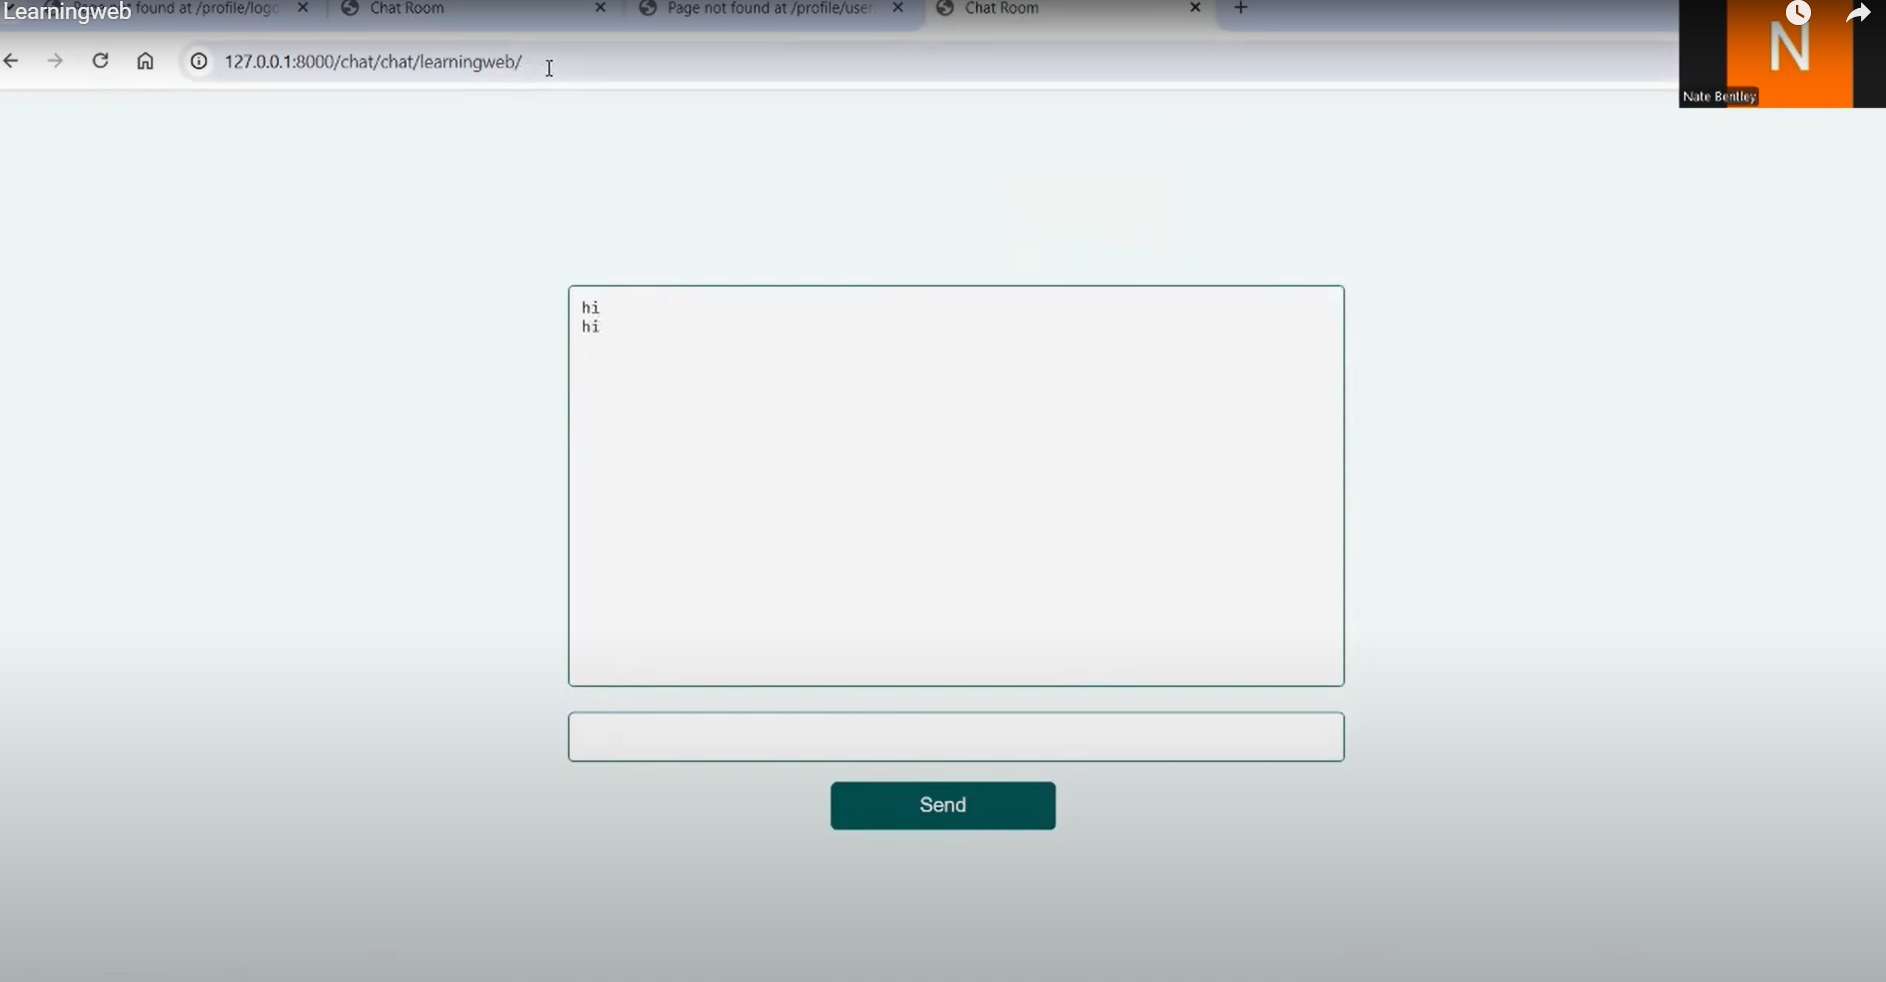 Learningweb
found at /profile/logo
Chat Room
Page not found at /profile/user
Chat Room
127.0.0.1:8000/chat/chat/learningweb/
N
Nate Bentley
hi
hi
Send